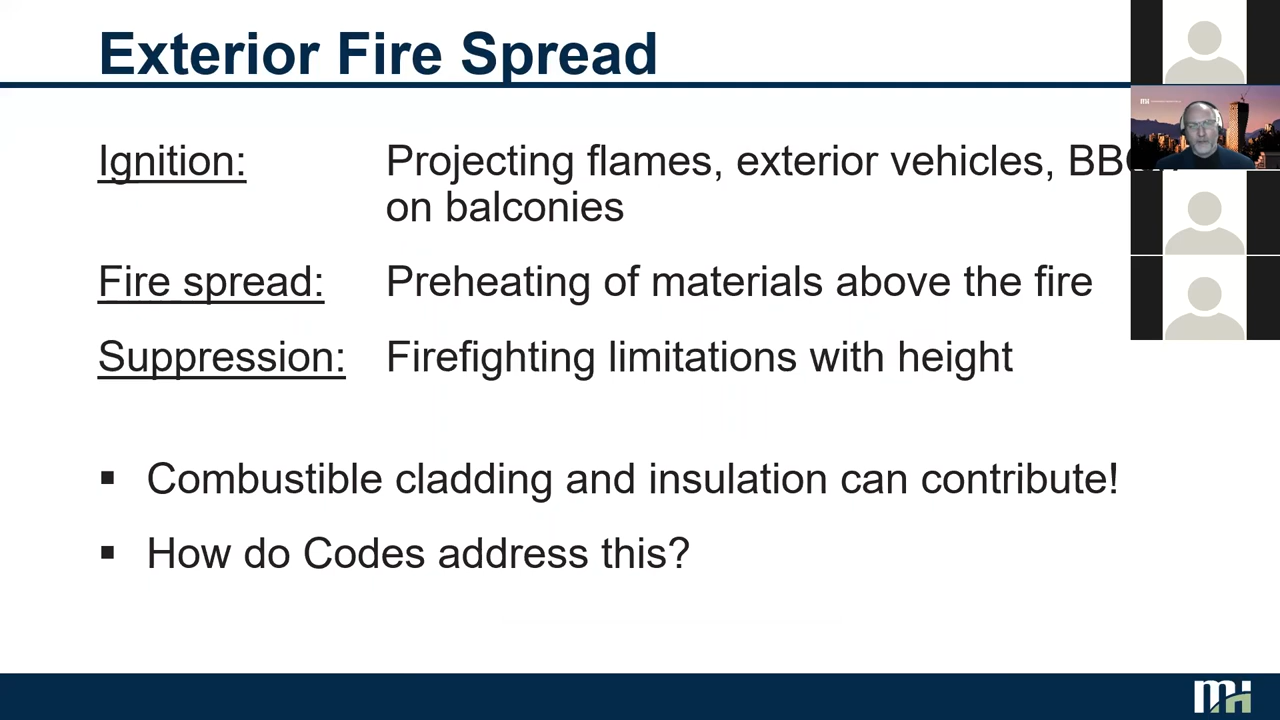 Exterior Fire Spread
Ignition: Projecting flames, exterior vehicles,
on balconies
Fire spread: Preheating of materials above the fire
Suppression: Firefighting limitations with height
▪ Combustible cladding and insulation can contribute!
▪ How do Codes address this?